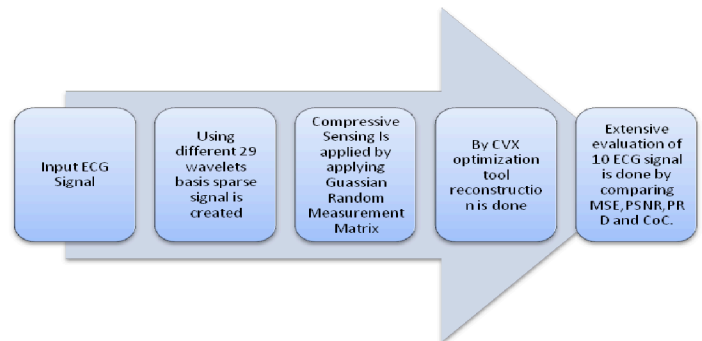 Input ECG
Signal
Using
different 29
wavelets
basis sparse
signal is
created
Compressive
Sensing Is
applied by
applying
Guassian
Random
Measurement
Matrix
By CVX
optimization
tool
reconstructio
n is done
Extensive
evaluation of
10 ECG signal
is done by
comparing
MSE,PSNR,PR
D and CoC.